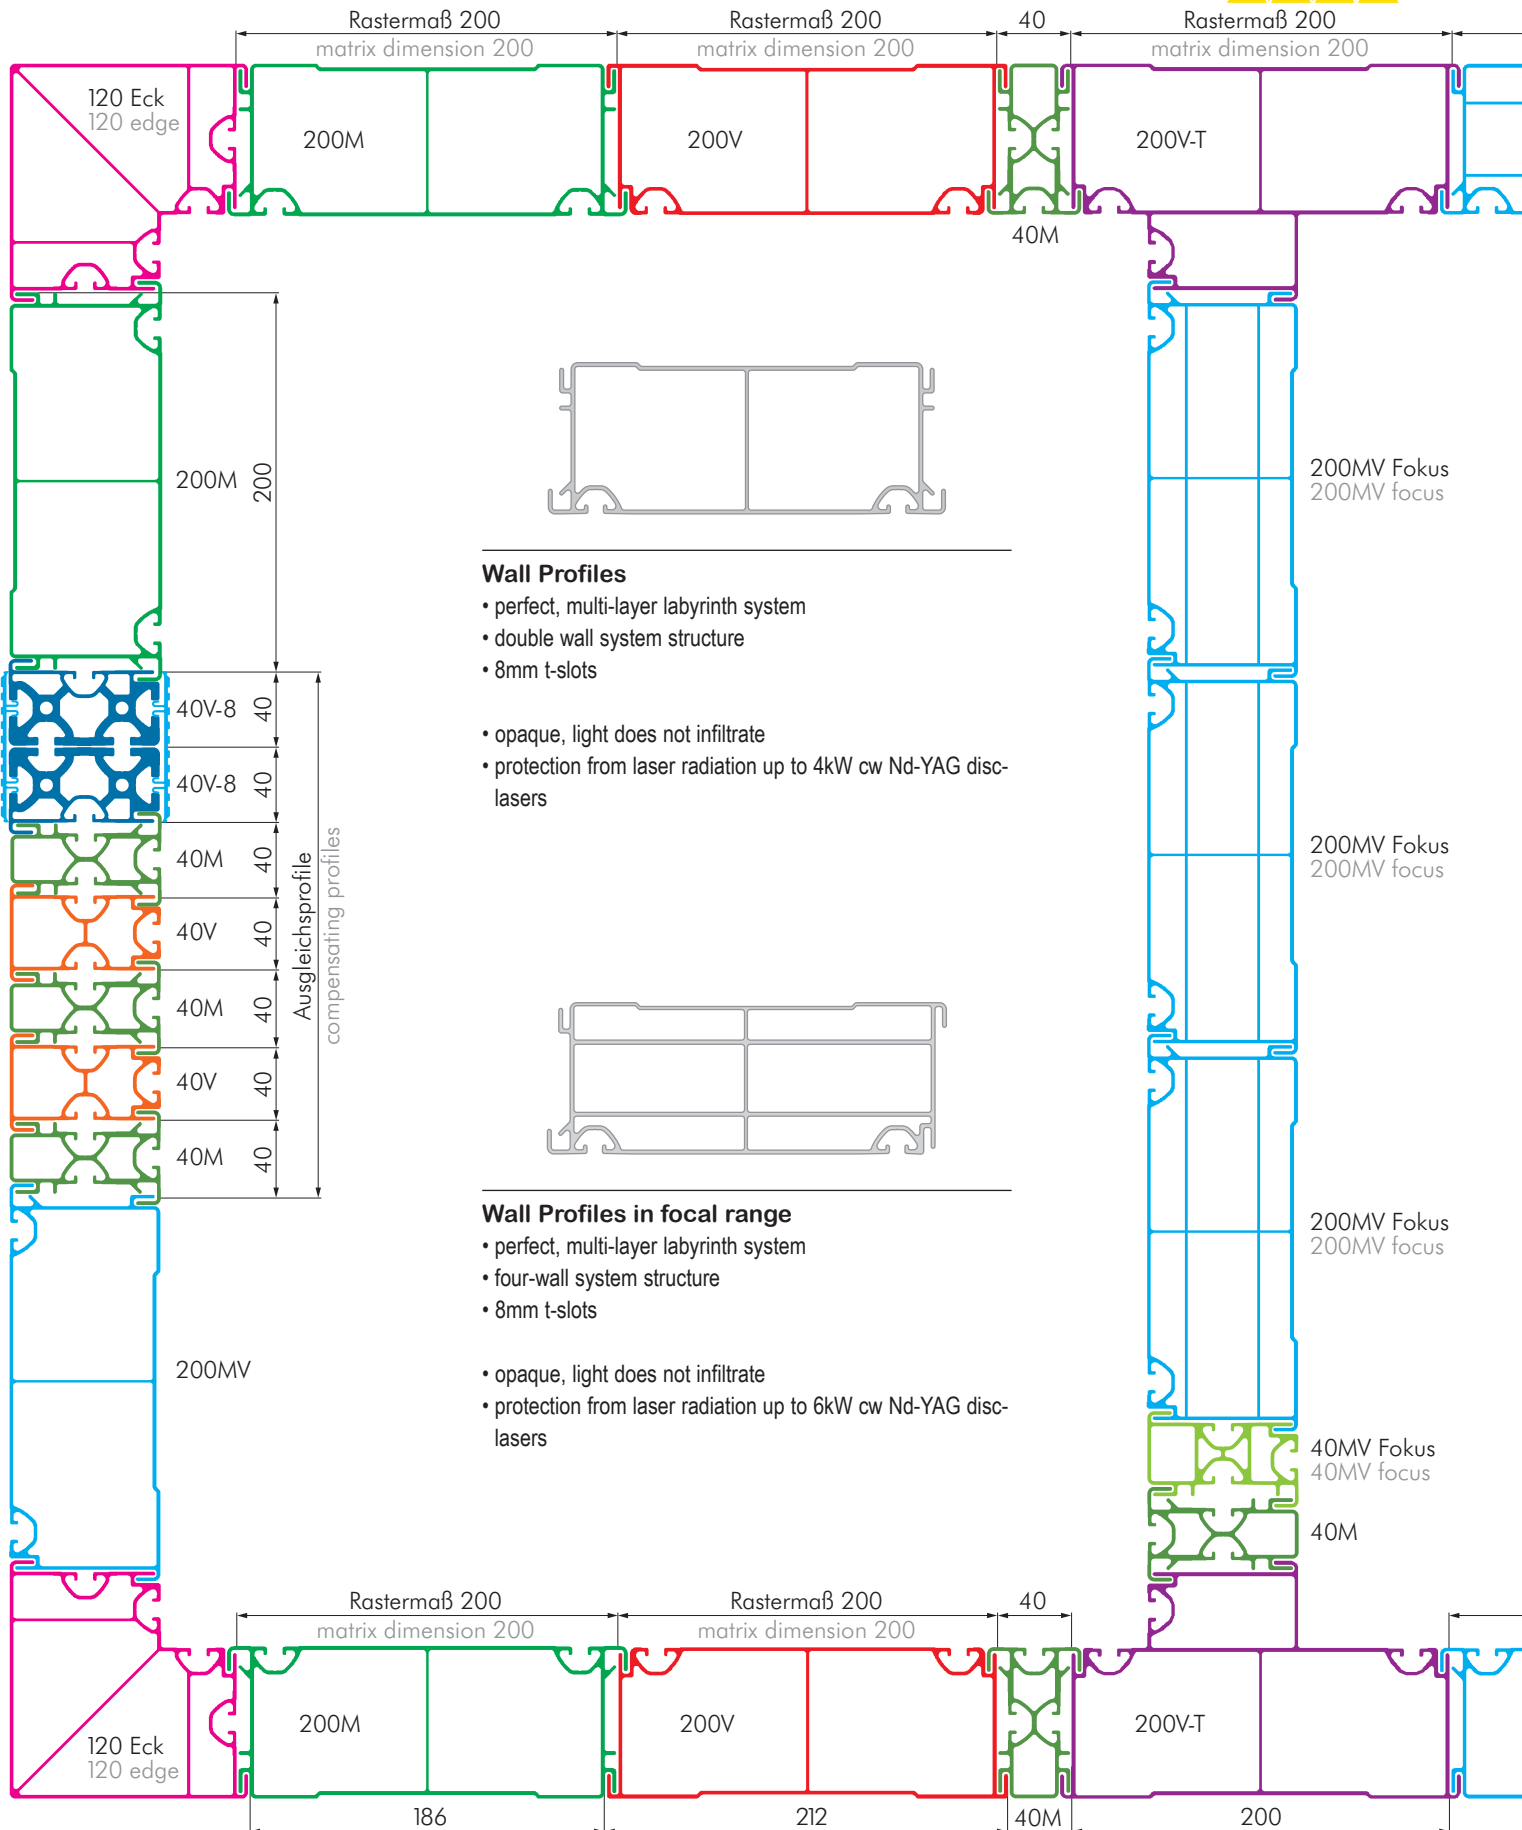 Rastermaß 200
matrix dimension 200
Rastermaß 200
matrix dimension 200
40
Rastermaß 200
matrix dimension 200
120 Eck
120 edge
200M
200V
200V-T
40M
200M
200
200MV Fokus
200MV focus
Wall Profiles
• perfect, multi-layer labyrinth system
• double wall system structure
• 8mm t-slots
• opaque, light does not infiltrate
• protection from laser radiation up to 4kW cw Nd-YAG disc-
lasers
40V-8
40
40V-8
40
40M
40
40V
40
40M
40
40V
40
40M
40
Ausgleichsprofile
compensating profiles
200MV Fokus
200MV focus
Wall Profiles in focal range
• perfect, multi-layer labyrinth system
• four-wall system structure
• 8mm t-slots
• opaque, light does not infiltrate
• protection from laser radiation up to 6kW cw Nd-YAG disc-
lasers
200MV Fokus
200MV focus
200MV
40MV Fokus
40MV focus
40M
Rastermaß 200
matrix dimension 200
Rastermaß 200
matrix dimension 200
40
120 Eck
120 edge
200M
200V
200V-T
186
212
40M
200